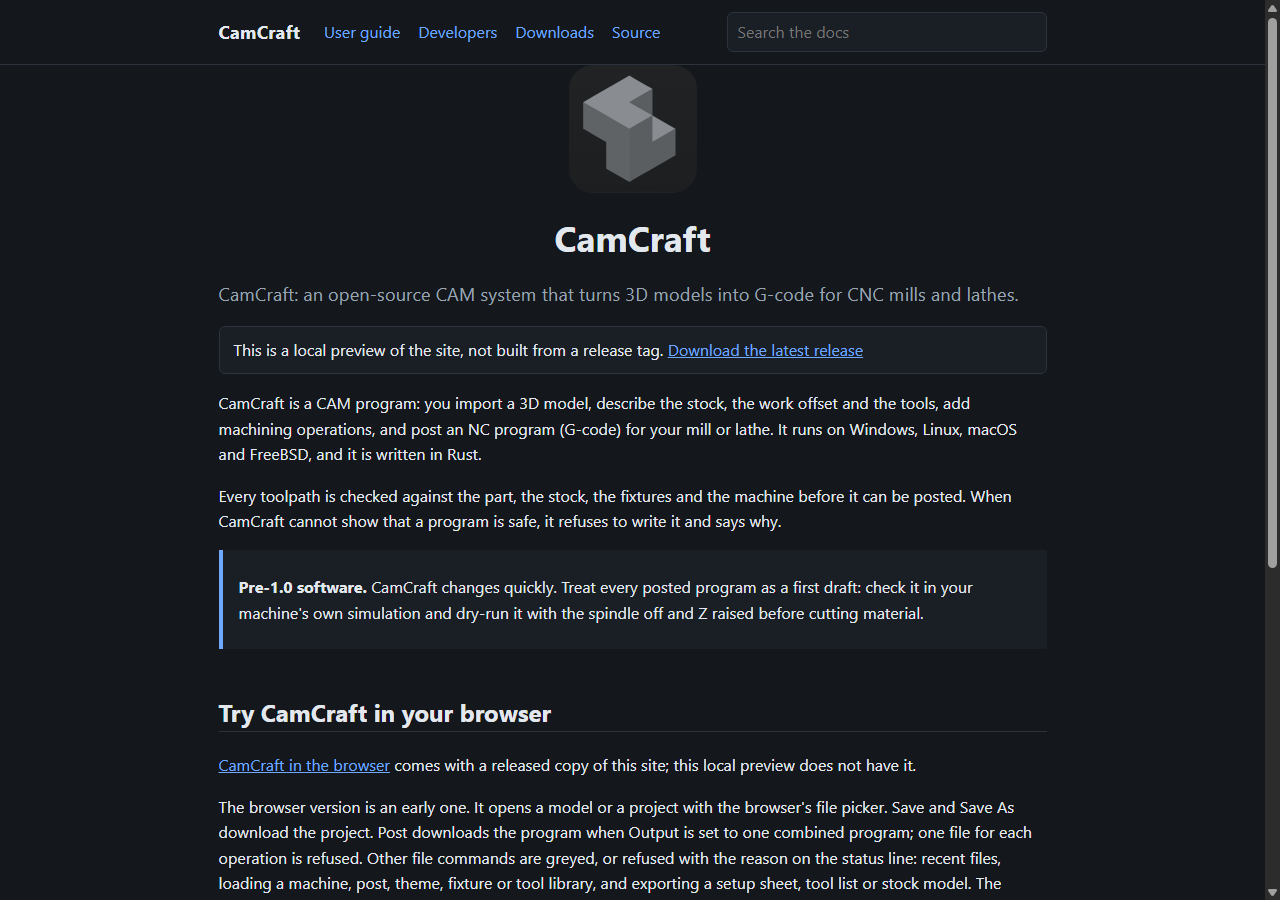 CamCraft User guide Developers Downloads Source Search the docs
CamCraft
CamCraft: an open-source CAM system that turns 3D models into G-code for CNC mills and lathes.
This is a local preview of the site, not built from a release tag. Download the latest release
CamCraft is a CAM program: you import a 3D model, describe the stock, the work offset and the tools, add
machining operations, and post an NC program (G-code) for your mill or lathe. It runs on Windows, Linux, macOS
and FreeBSD, and it is written in Rust.
Every toolpath is checked against the part, the stock, the fixtures and the machine before it can be posted. When
CamCraft cannot show that a program is safe, it refuses to write it and says why.
Pre-1.0 software. CamCraft changes quickly. Treat every posted program as a first draft: check it in your
machine's own simulation and dry-run it with the spindle off and Z raised before cutting material.
Try CamCraft in your browser
CamCraft in the browser comes with a released copy of this site; this local preview does not have it.
The browser version is an early one. It opens a model or a project with the browser's file picker. Save and Save As
download the project. Post downloads the program when Output is set to one combined program; one file for each
operation is refused. Other file commands are greyed, or refused with the reason on the status line: recent files,
loading a machine, post, theme, fixture or tool library, and exporting a setup sheet, tool list or stock model. The